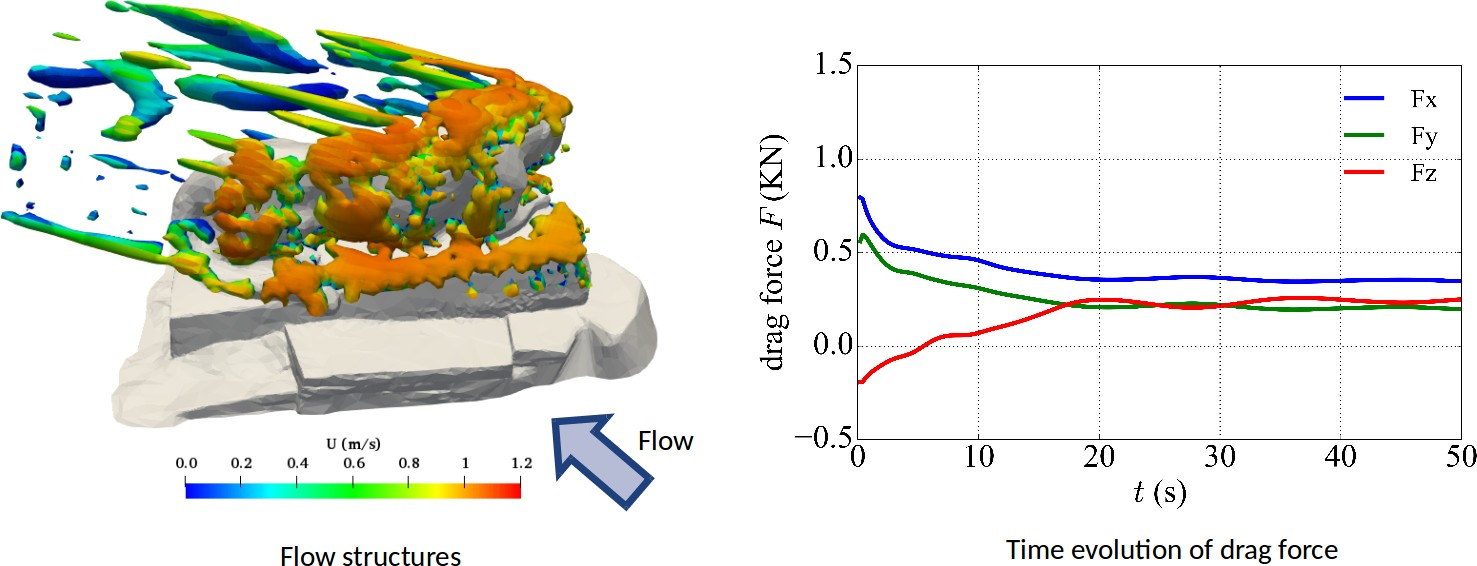 Flow
U (m/s)
0.0 0.2 0.4 0.6 0.8 1 1.2
Flow structures
1.5
1.0
0.5
0.0
−0.5
drag force F (KN)
Fx
Fy
Fz
0 10 20 30 40 50
t (s)
Time evolution of drag force